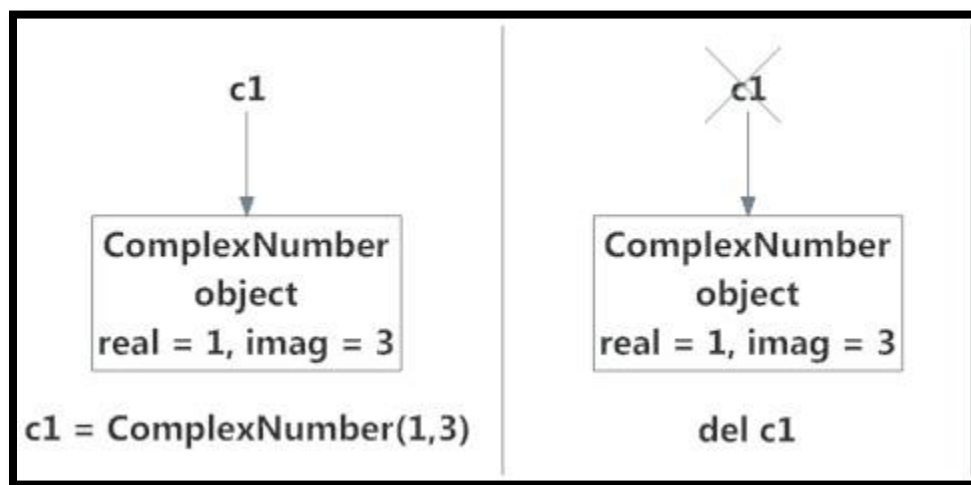 c1
ComplexNumber
object
real = 1, imag = 3
c1 = ComplexNumber(1,3)
c1
ComplexNumber
object
real = 1, imag = 3
del c1